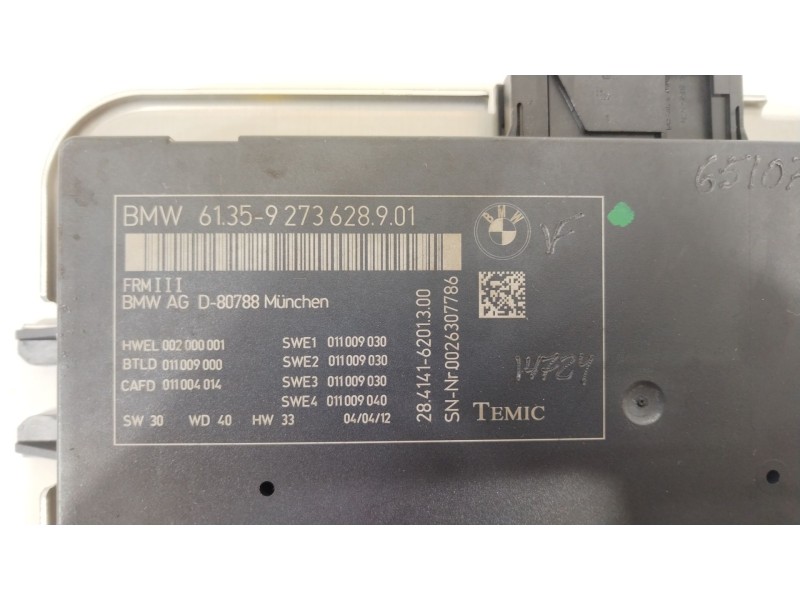 BMW 61.35-9 273 628.9.01
BMW
FRM III
BMW AG D-80788 München
HWEL 002 000 001
SWE1 011 009 030
BTLD 011 009 000
SWE2 011 009 030
CAFD 011 004 014
SWE3 011 009 030
SWE4 011 009 040
SW 30 WD 40 HW 33 04/04/12
28.4141-6201.3.00
SN-Nr0026307786
14724
TEMIC